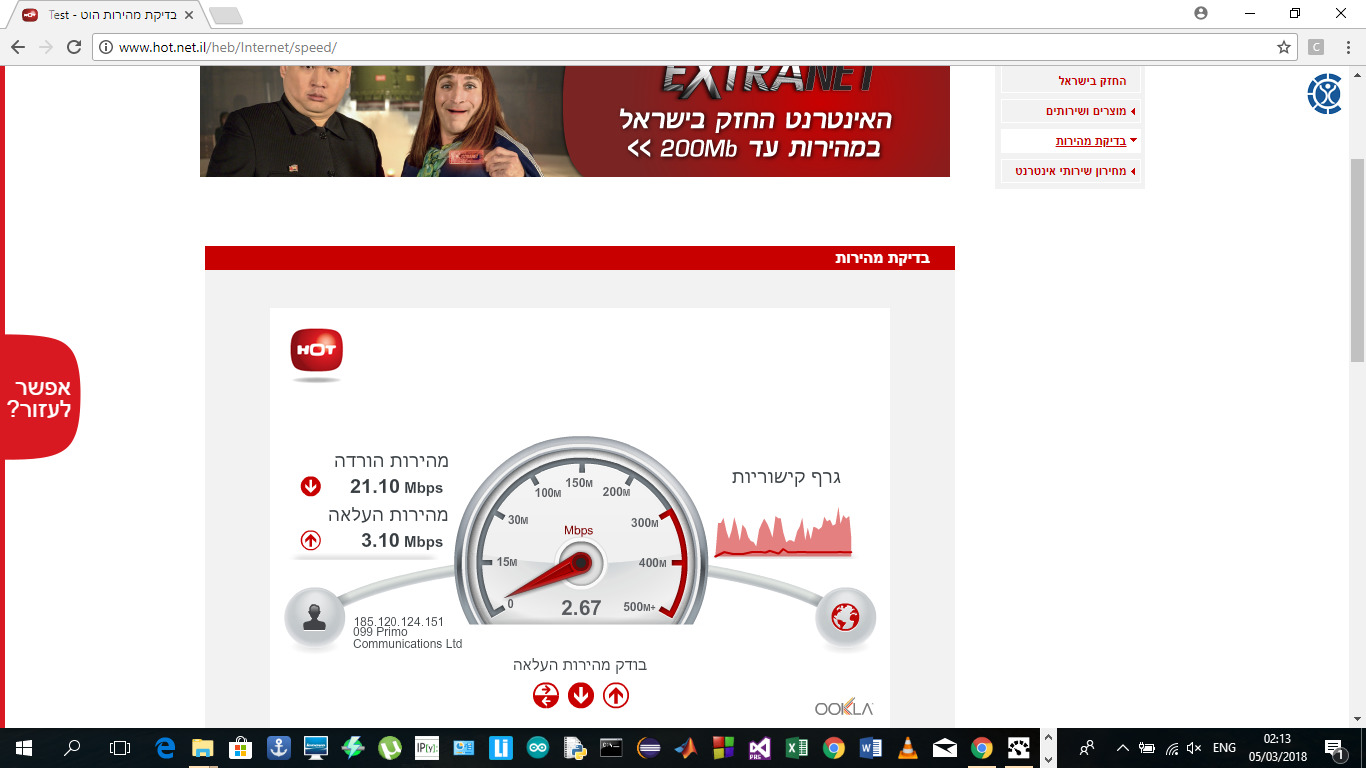 Test - בדיקת מהירות הוט
www.hot.net.il/heb/Internet/speed/
C
EXTRANET
האינטרנט החזק בישראל
במהירות עד 200Mb >>
החזק בישראל
מוצרים ושירותים
בדיקת מהירות
מחירון שירותי אינטרנט
בדיקת מהירות
אפשר
לעזור?
HOT
מהירות הורדה
21.10 Mbps
מהירות העלאה
3.10 Mbps
0
15M
30M
100M
150M
200M
300M
400M
500M+
Mbps
2.67
גרף קישוריות
185.120.124.151
099 Primo
Communications Ltd
בודק מהירות העלאה
OOKLA
IP(y):
ENG
02:13
05/03/2018
1